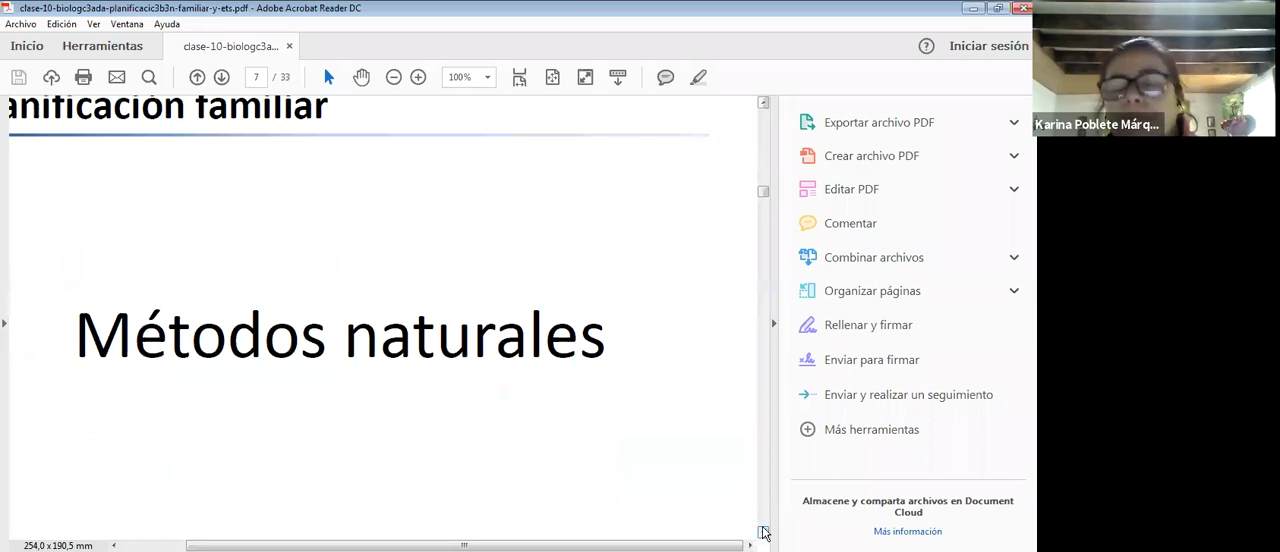 clase-10-biologc3ada-planificacic3b3n-familiar-y-ets.pdf - Adobe Acrobat Reader DC
Archivo Edición Ver Ventana Ayuda
Inicio Herramientas clase-10-biologc3a... × Iniciar sesión
7 / 33 100%
anificación familiar
Métodos naturales
254,0 x 190,5 mm
Exportar archivo PDF
Crear archivo PDF
Editar PDF
Comentar
Combinar archivos
Organizar páginas
Rellenar y firmar
Enviar para firmar
Enviar y realizar un seguimiento
Más herramientas
Almacene y comparta archivos en Document
Cloud
Más información
Karina Poblete Márq...